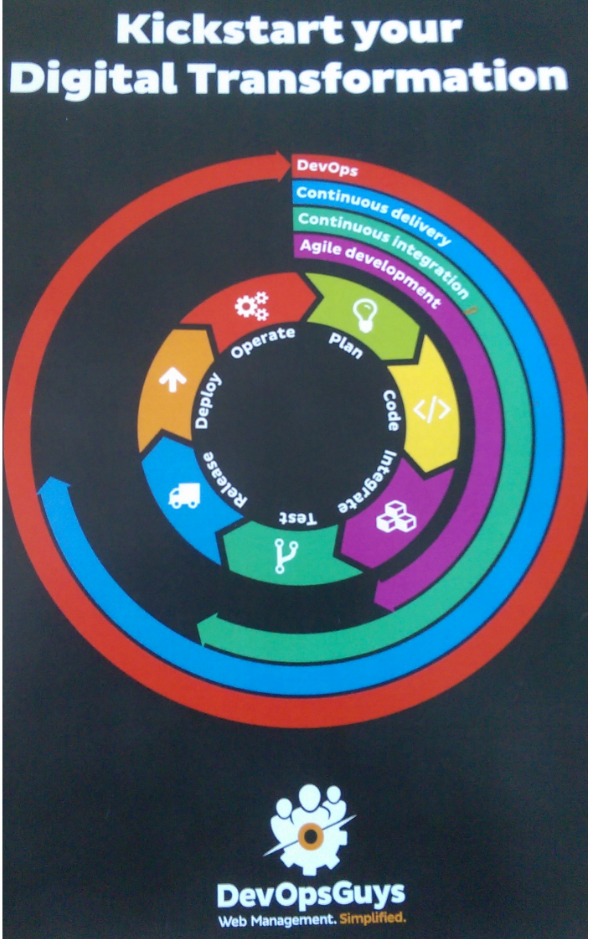 Kickstart your
Digital Transformation
DevOps
Continuous delivery
Continuous integration
Agile development
Plan
Code
Integrate
Test
Release
Deploy
Operate
</>
DevOpsGuys
Web Management. Simplified.